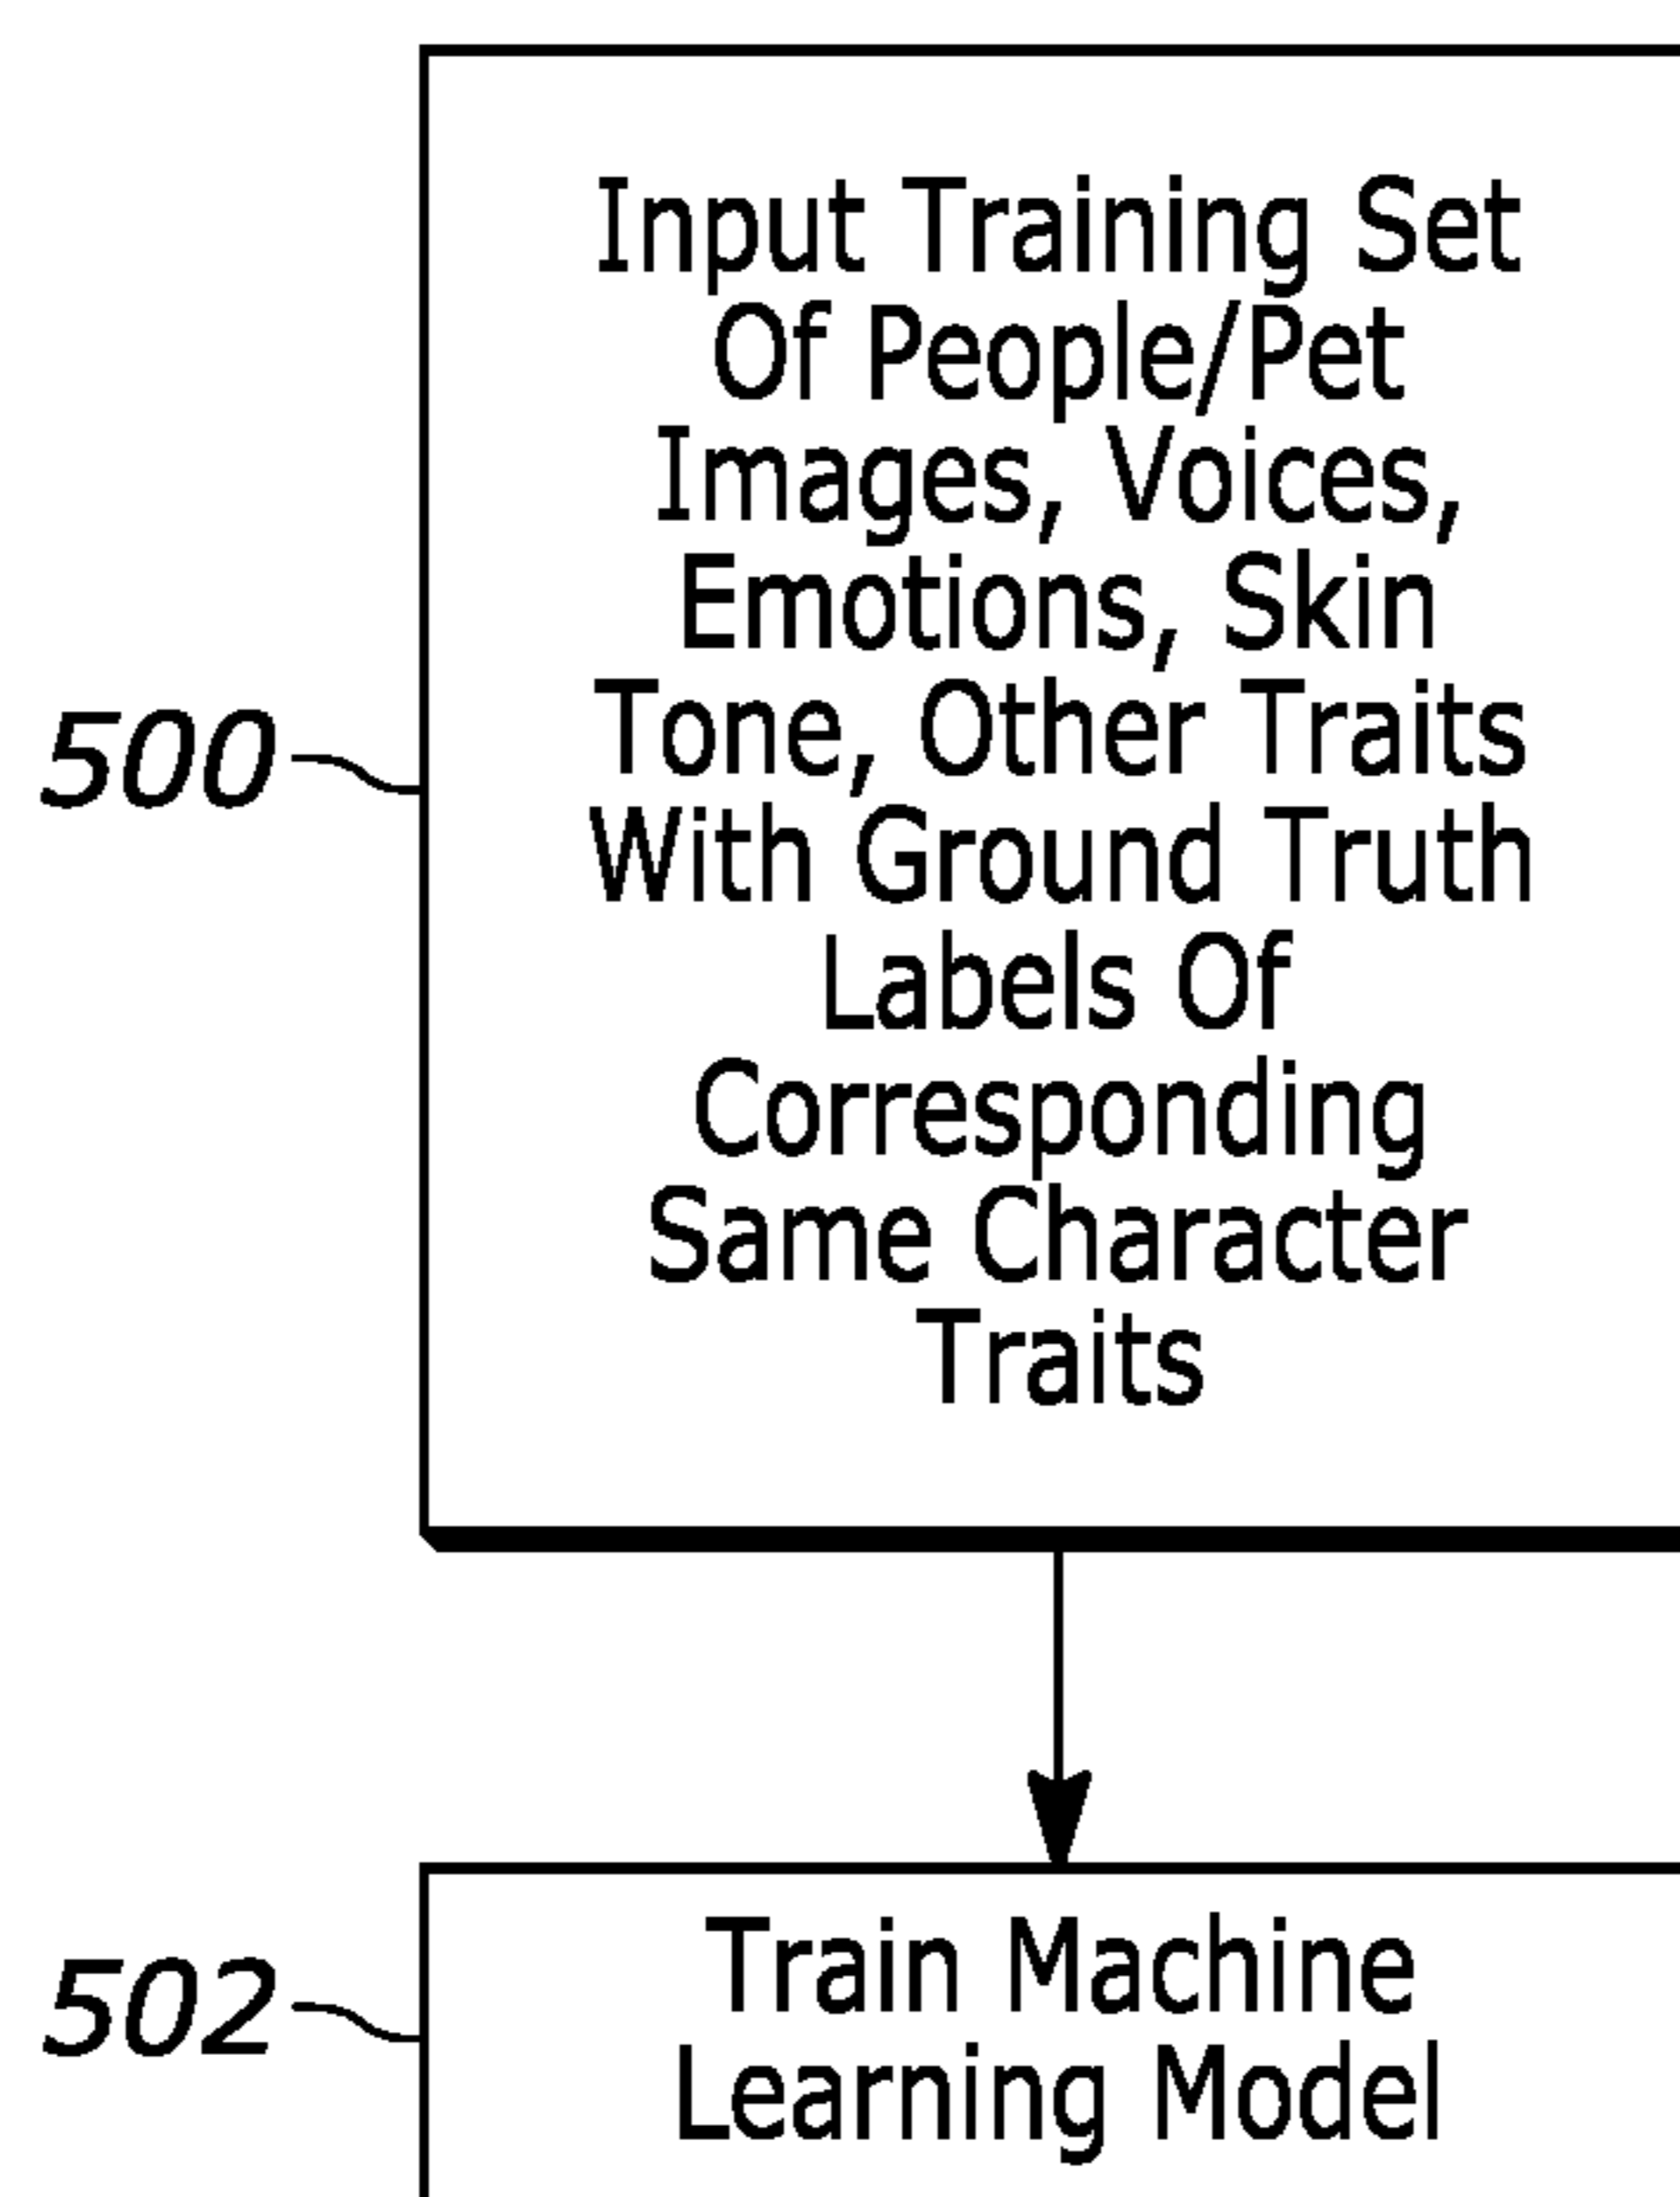 Input Training Set
Of People/Pet
Images, Voices,
Emotions, Skin
Tone, Other Traits
With Ground Truth
Labels Of
Corresponding
Same Character
Traits
500
Train Machine
Learning Model
502